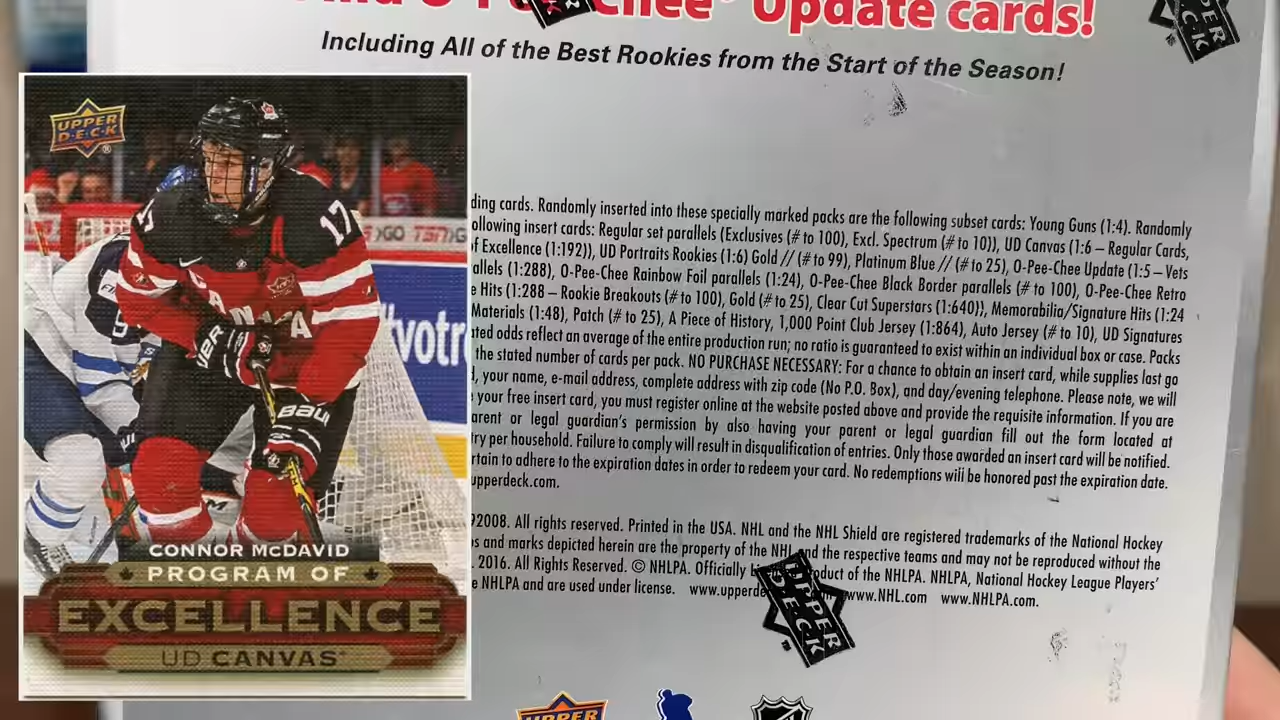 Chee® Update cards!
Including All of the Best Rookies from the Start of the Season!
UPPER DECK
UPPER
D·E·C·K
17
CANADA
A
BAUER
TSN
votr
CONNOR McDAVID
PROGRAM OF
EXCELLENCE
UD CANVAS
ding cards. Randomly inserted into these specially marked packs are the following subset cards: Young Guns (1:4). Randomly
ollowing insert cards: Regular set parallels (Exclusives (# to 100), Excl. Spectrum (# to 10)), UD Canvas (1:6 – Regular Cards,
f Excellence (1:192)), UD Portraits Rookies (1:6) Gold // (# to 99), Platinum Blue // (# to 25), O-Pee-Chee Update (1:5 – Vets
allels (1:288), O-Pee-Chee Rainbow Foil parallels (1:24), O-Pee-Chee Black Border parallels (# to 100), O-Pee-Chee Retro
e Hits (1:288 – Rookie Breakouts (# to 100), Gold (# to 25), Clear Cut Superstars (1:640)), Memorabilia/Signature Hits (1:24
Materials (1:48), Patch (# to 25), A Piece of History, 1,000 Point Club Jersey (1:864), Auto Jersey (# to 10), UD Signatures
ted odds reflect an average of the entire production run; no ratio is guaranteed to exist within an individual box or case. Packs
the stated number of cards per pack. NO PURCHASE NECESSARY: For a chance to obtain an insert card, while supplies last go
, your name, e-mail address, complete address with zip code (No P.O. Box), and day/evening telephone. Please note, we will
your free insert card, you must register online at the website posted above and provide the requisite information. If you are
arent or legal guardian's permission by also having your parent or legal guardian fill out the form located at
ry per household. Failure to comply will result in disqualification of entries. Only those awarded an insert card will be notified.
rtain to adhere to the expiration dates in order to redeem your card. No redemptions will be honored past the expiration date.
upperdeck.com.
2008. All rights reserved. Printed in the USA. NHL and the NHL Shield are registered trademarks of the National Hockey
s and marks depicted herein are the property of the NHL and the respective teams and may not be reproduced without the
. 2016. All Rights Reserved. © NHLPA. Officially product of the NHLPA. NHLPA, National Hockey League Players'
e NHLPA and are used under license. www.upperde www.NHL.com www.NHLPA.com.
UPPER DECK
UPPER
NHL